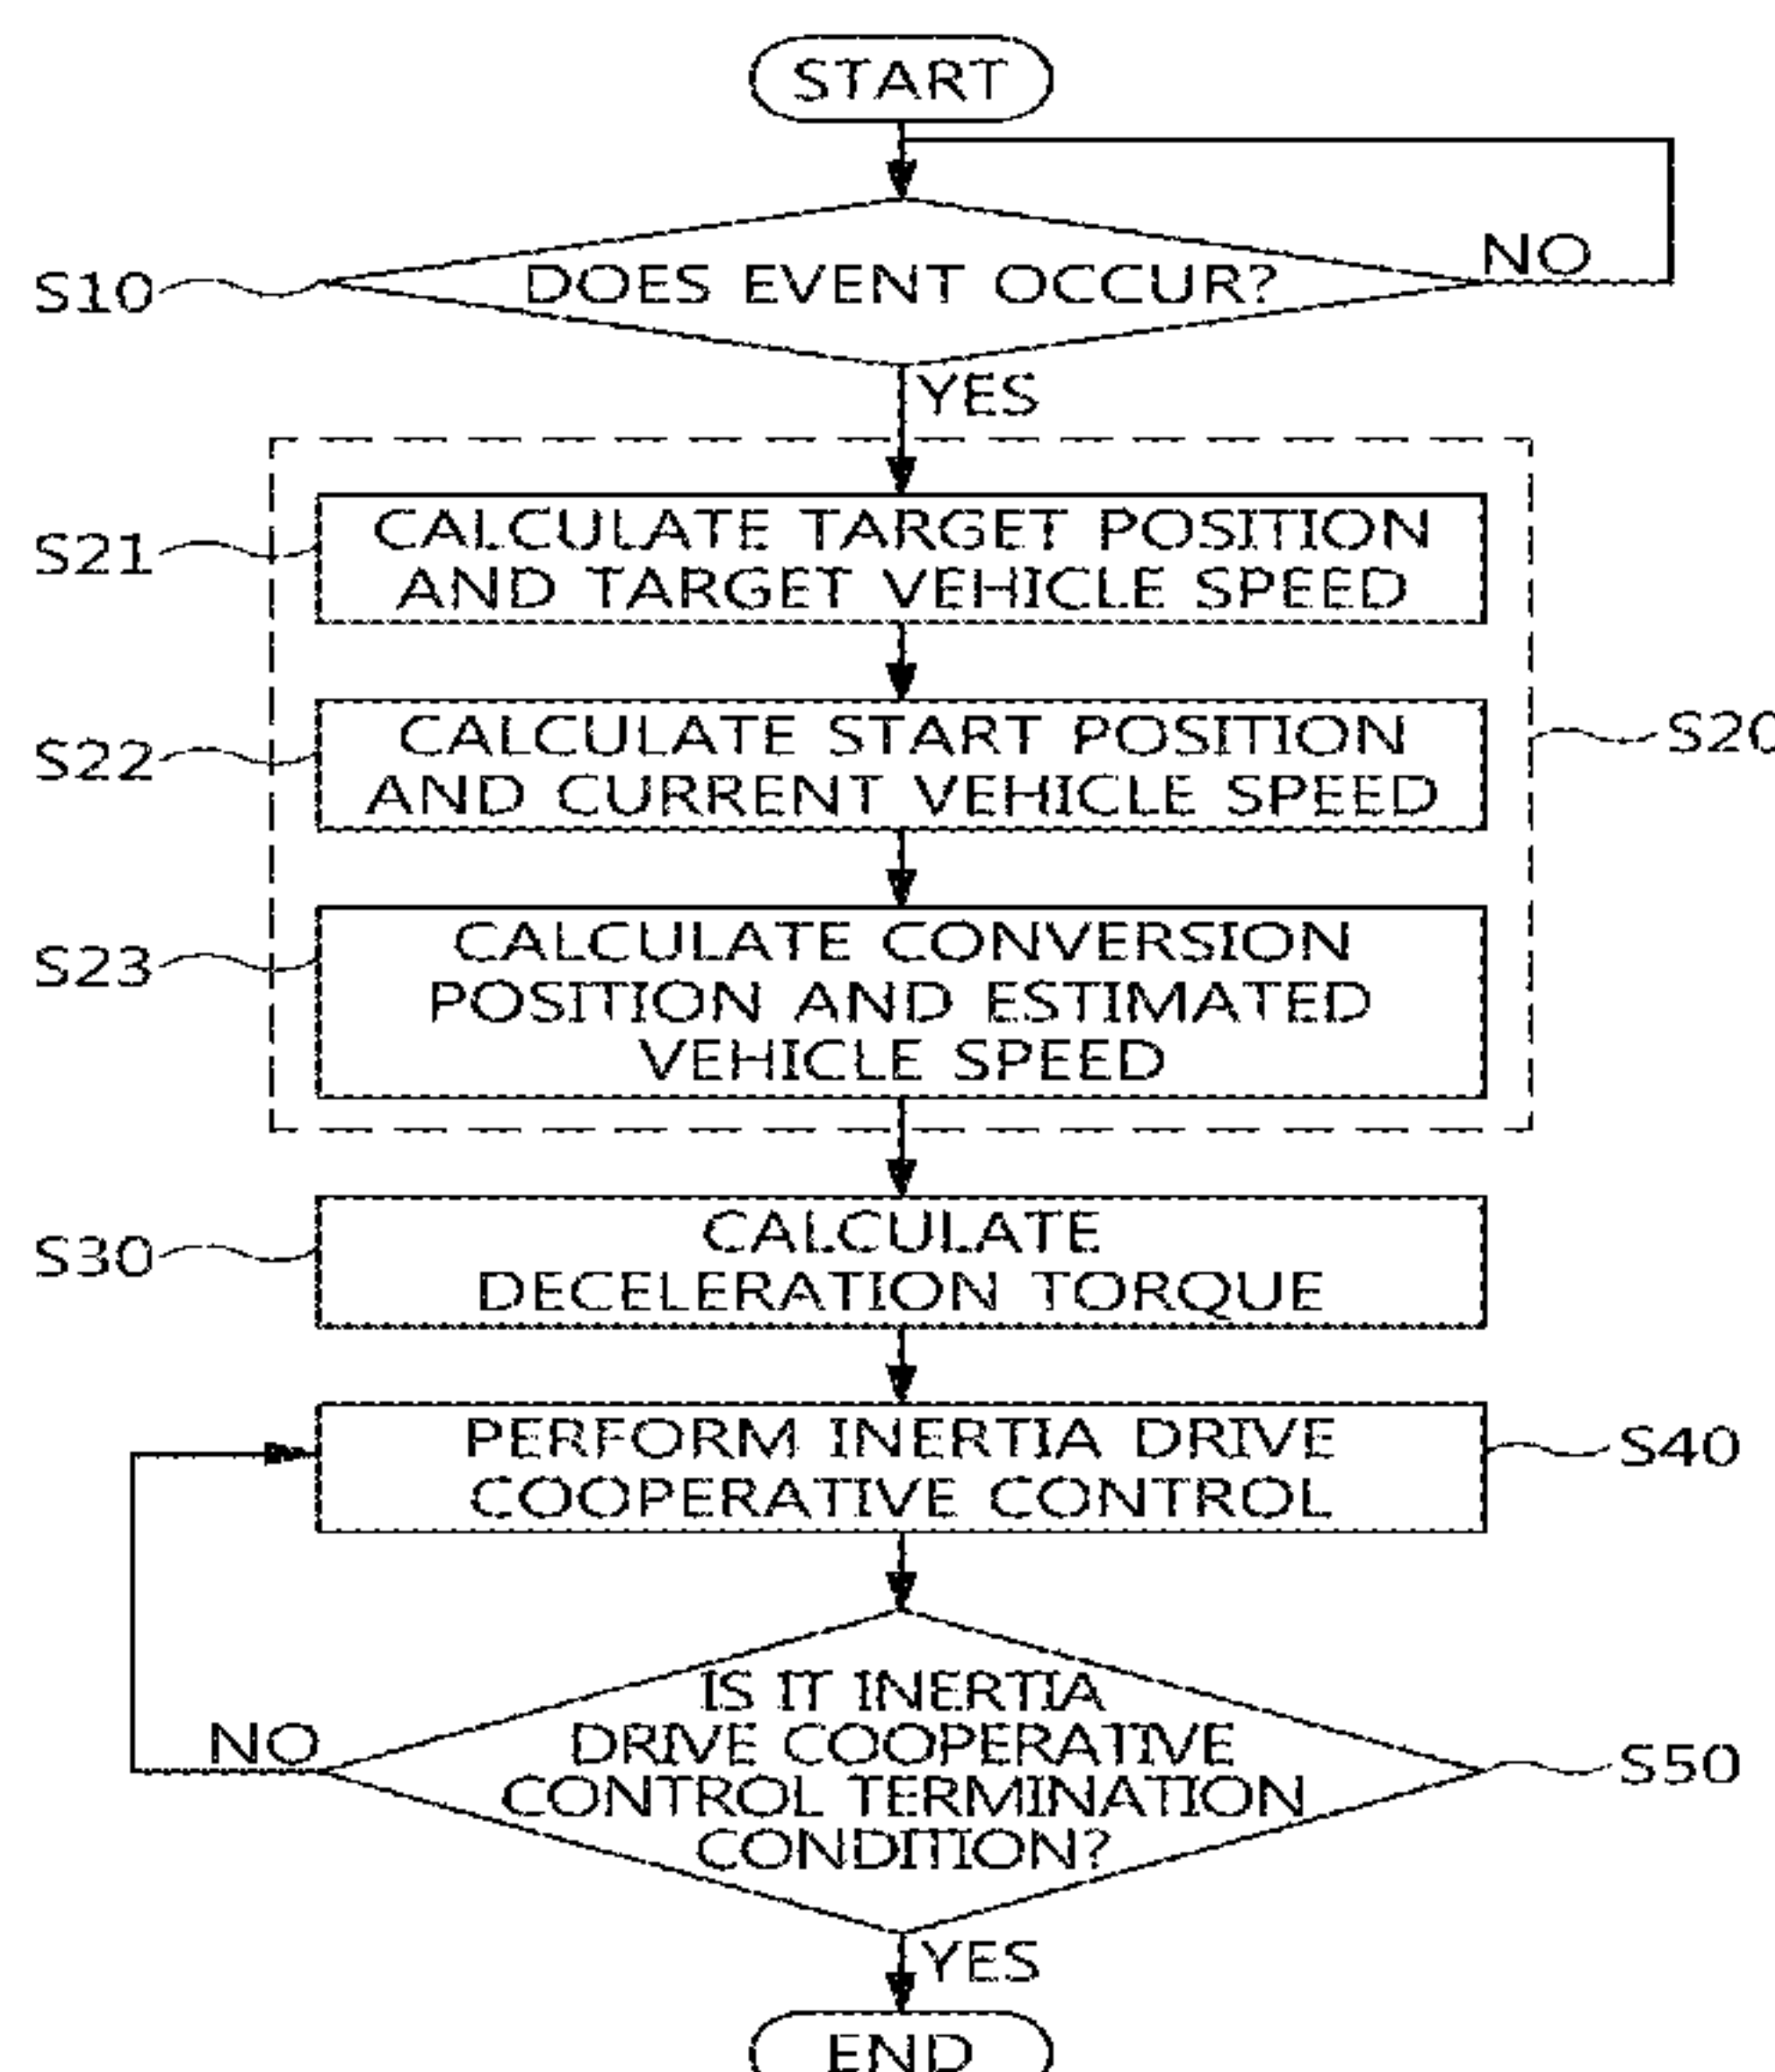 START
S10
DOES EVENT OCCUR?
NO
YES
S21
CALCULATE TARGET POSITION
AND TARGET VEHICLE SPEED
S22
CALCULATE START POSITION
AND CURRENT VEHICLE SPEED
S20
S23
CALCULATE CONVERSION
POSITION AND ESTIMATED
VEHICLE SPEED
S30
CALCULATE
DECELERATION TORQUE
PERFORM INERTIA DRIVE
COOPERATIVE CONTROL
S40
IS IT INERTIA
DRIVE COOPERATIVE
CONTROL TERMINATION
CONDITION?
NO
S50
YES
END